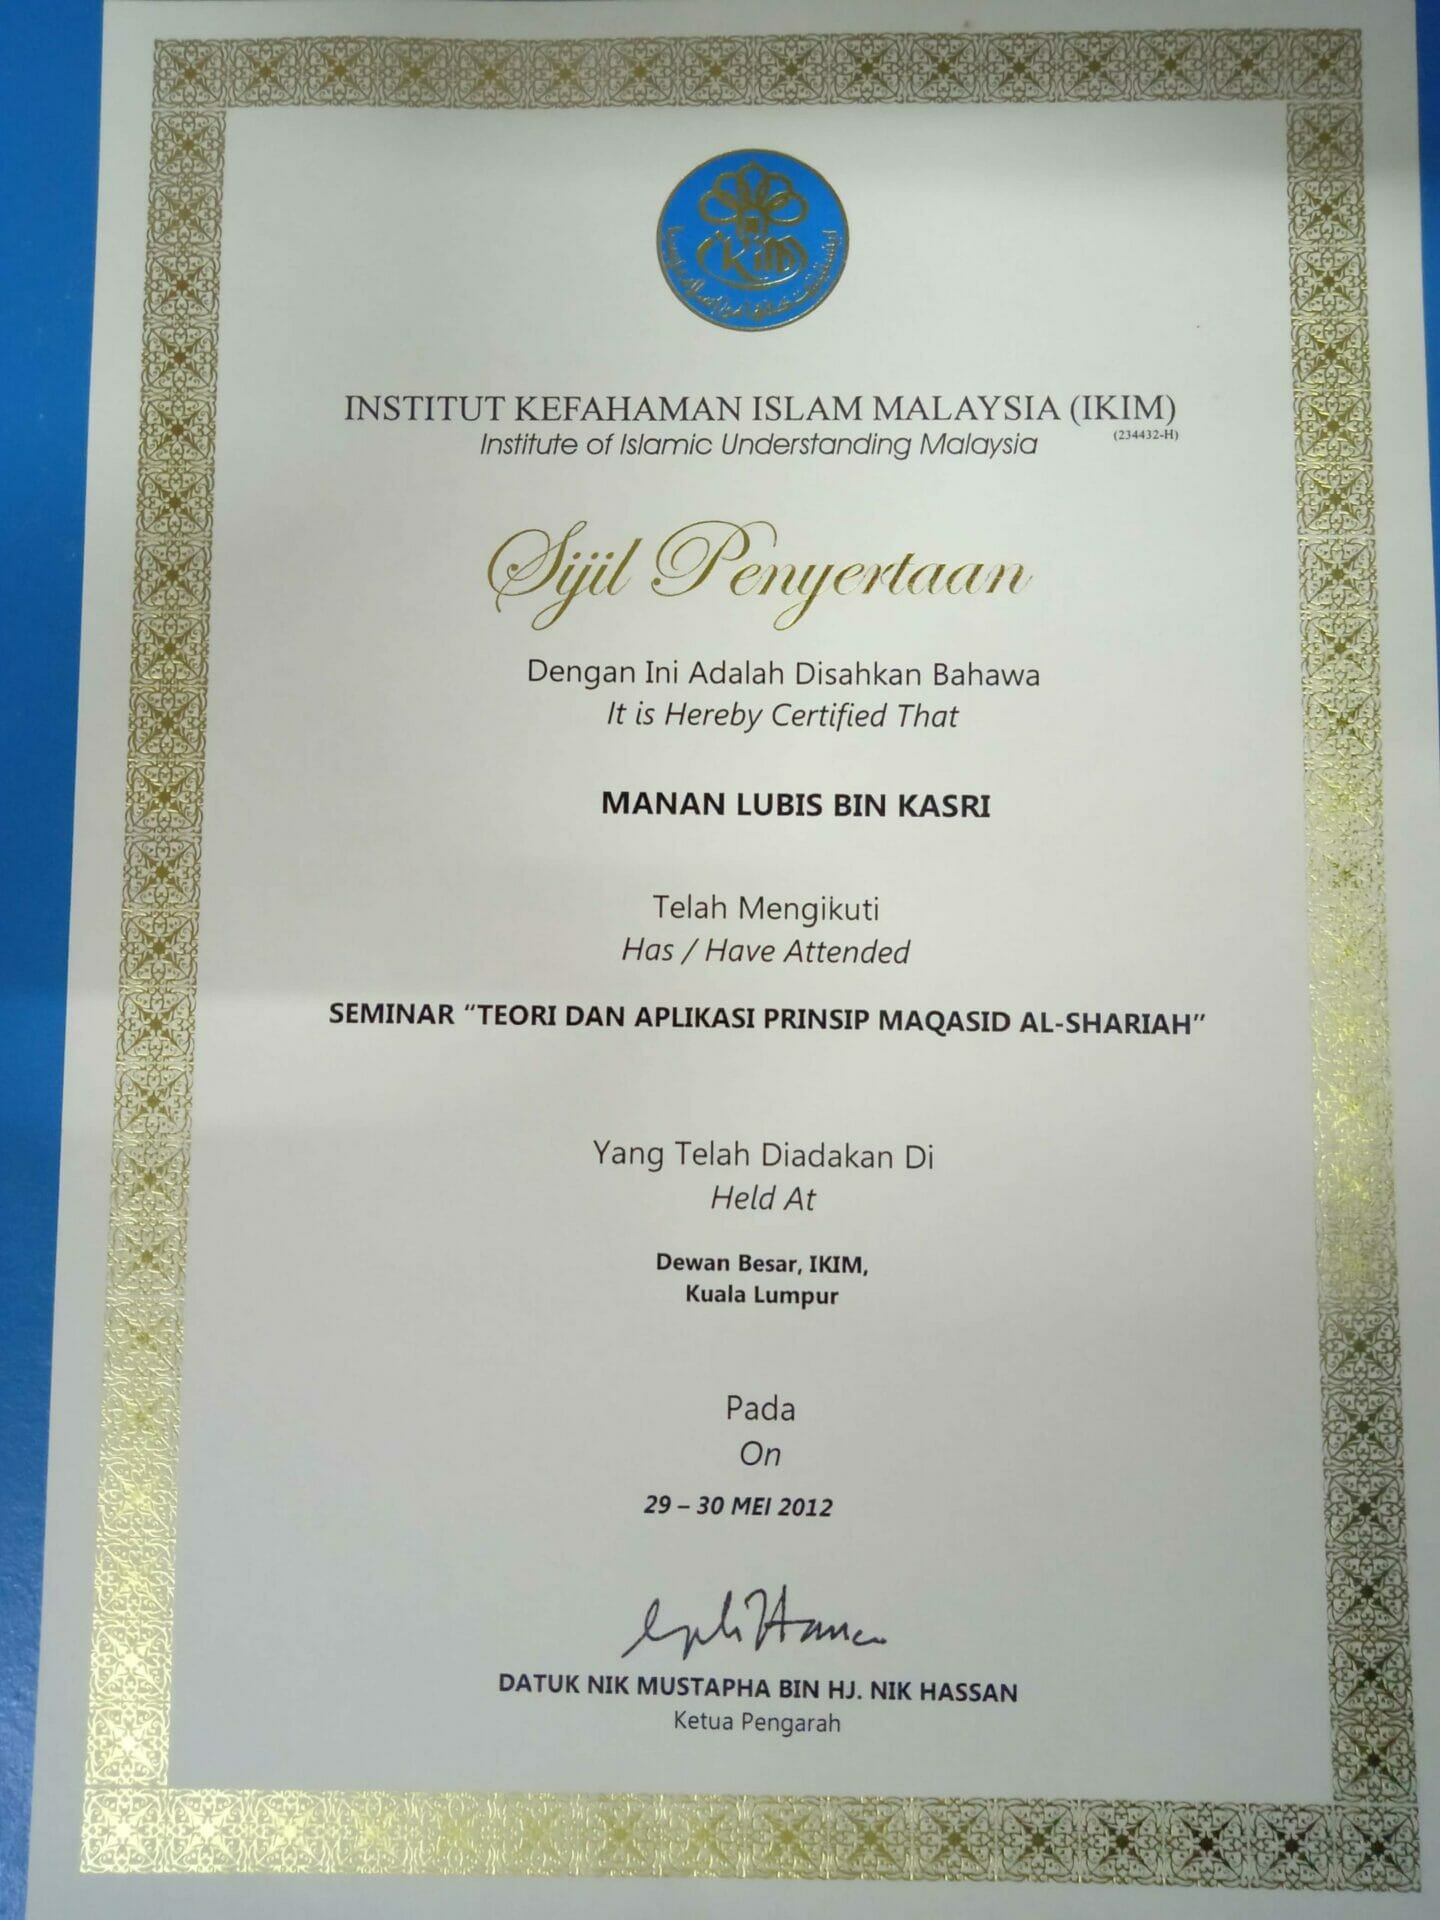 ikim
INSTITUT KEFAHAMAN ISLAM MALAYSIA (IKIM)
(234432-H)
Institute of Islamic Understanding Malaysia
Sijil Penyertaan
Dengan Ini Adalah Disahkan Bahawa
It is Hereby Certified That
MANAN LUBIS BIN KASRI
Telah Mengikuti
Has / Have Attended
SEMINAR “TEORI DAN APLIKASI PRINSIP MAQASID AL-SHARIAH”
Yang Telah Diadakan Di
Held At
Dewan Besar, IKIM,
Kuala Lumpur
Pada
On
29 – 30 MEI 2012
DATUK NIK MUSTAPHA BIN HJ. NIK HASSAN
Ketua Pengarah